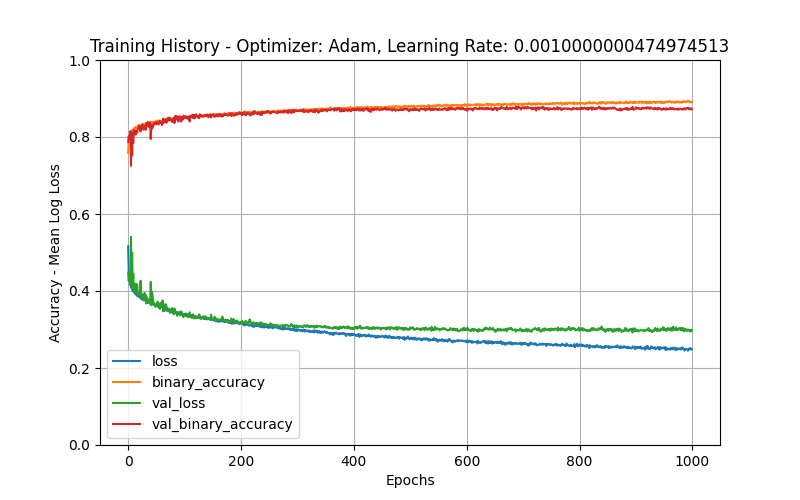 Training History - Optimizer: Adam, Learning Rate: 0.0010000000474974513
1.0
0.8
0.6
0.4
0.2
0.0
Accuracy - Mean Log Loss
loss
binary_accuracy
val_loss
val_binary_accuracy
0 200 400 600 800 1000
Epochs